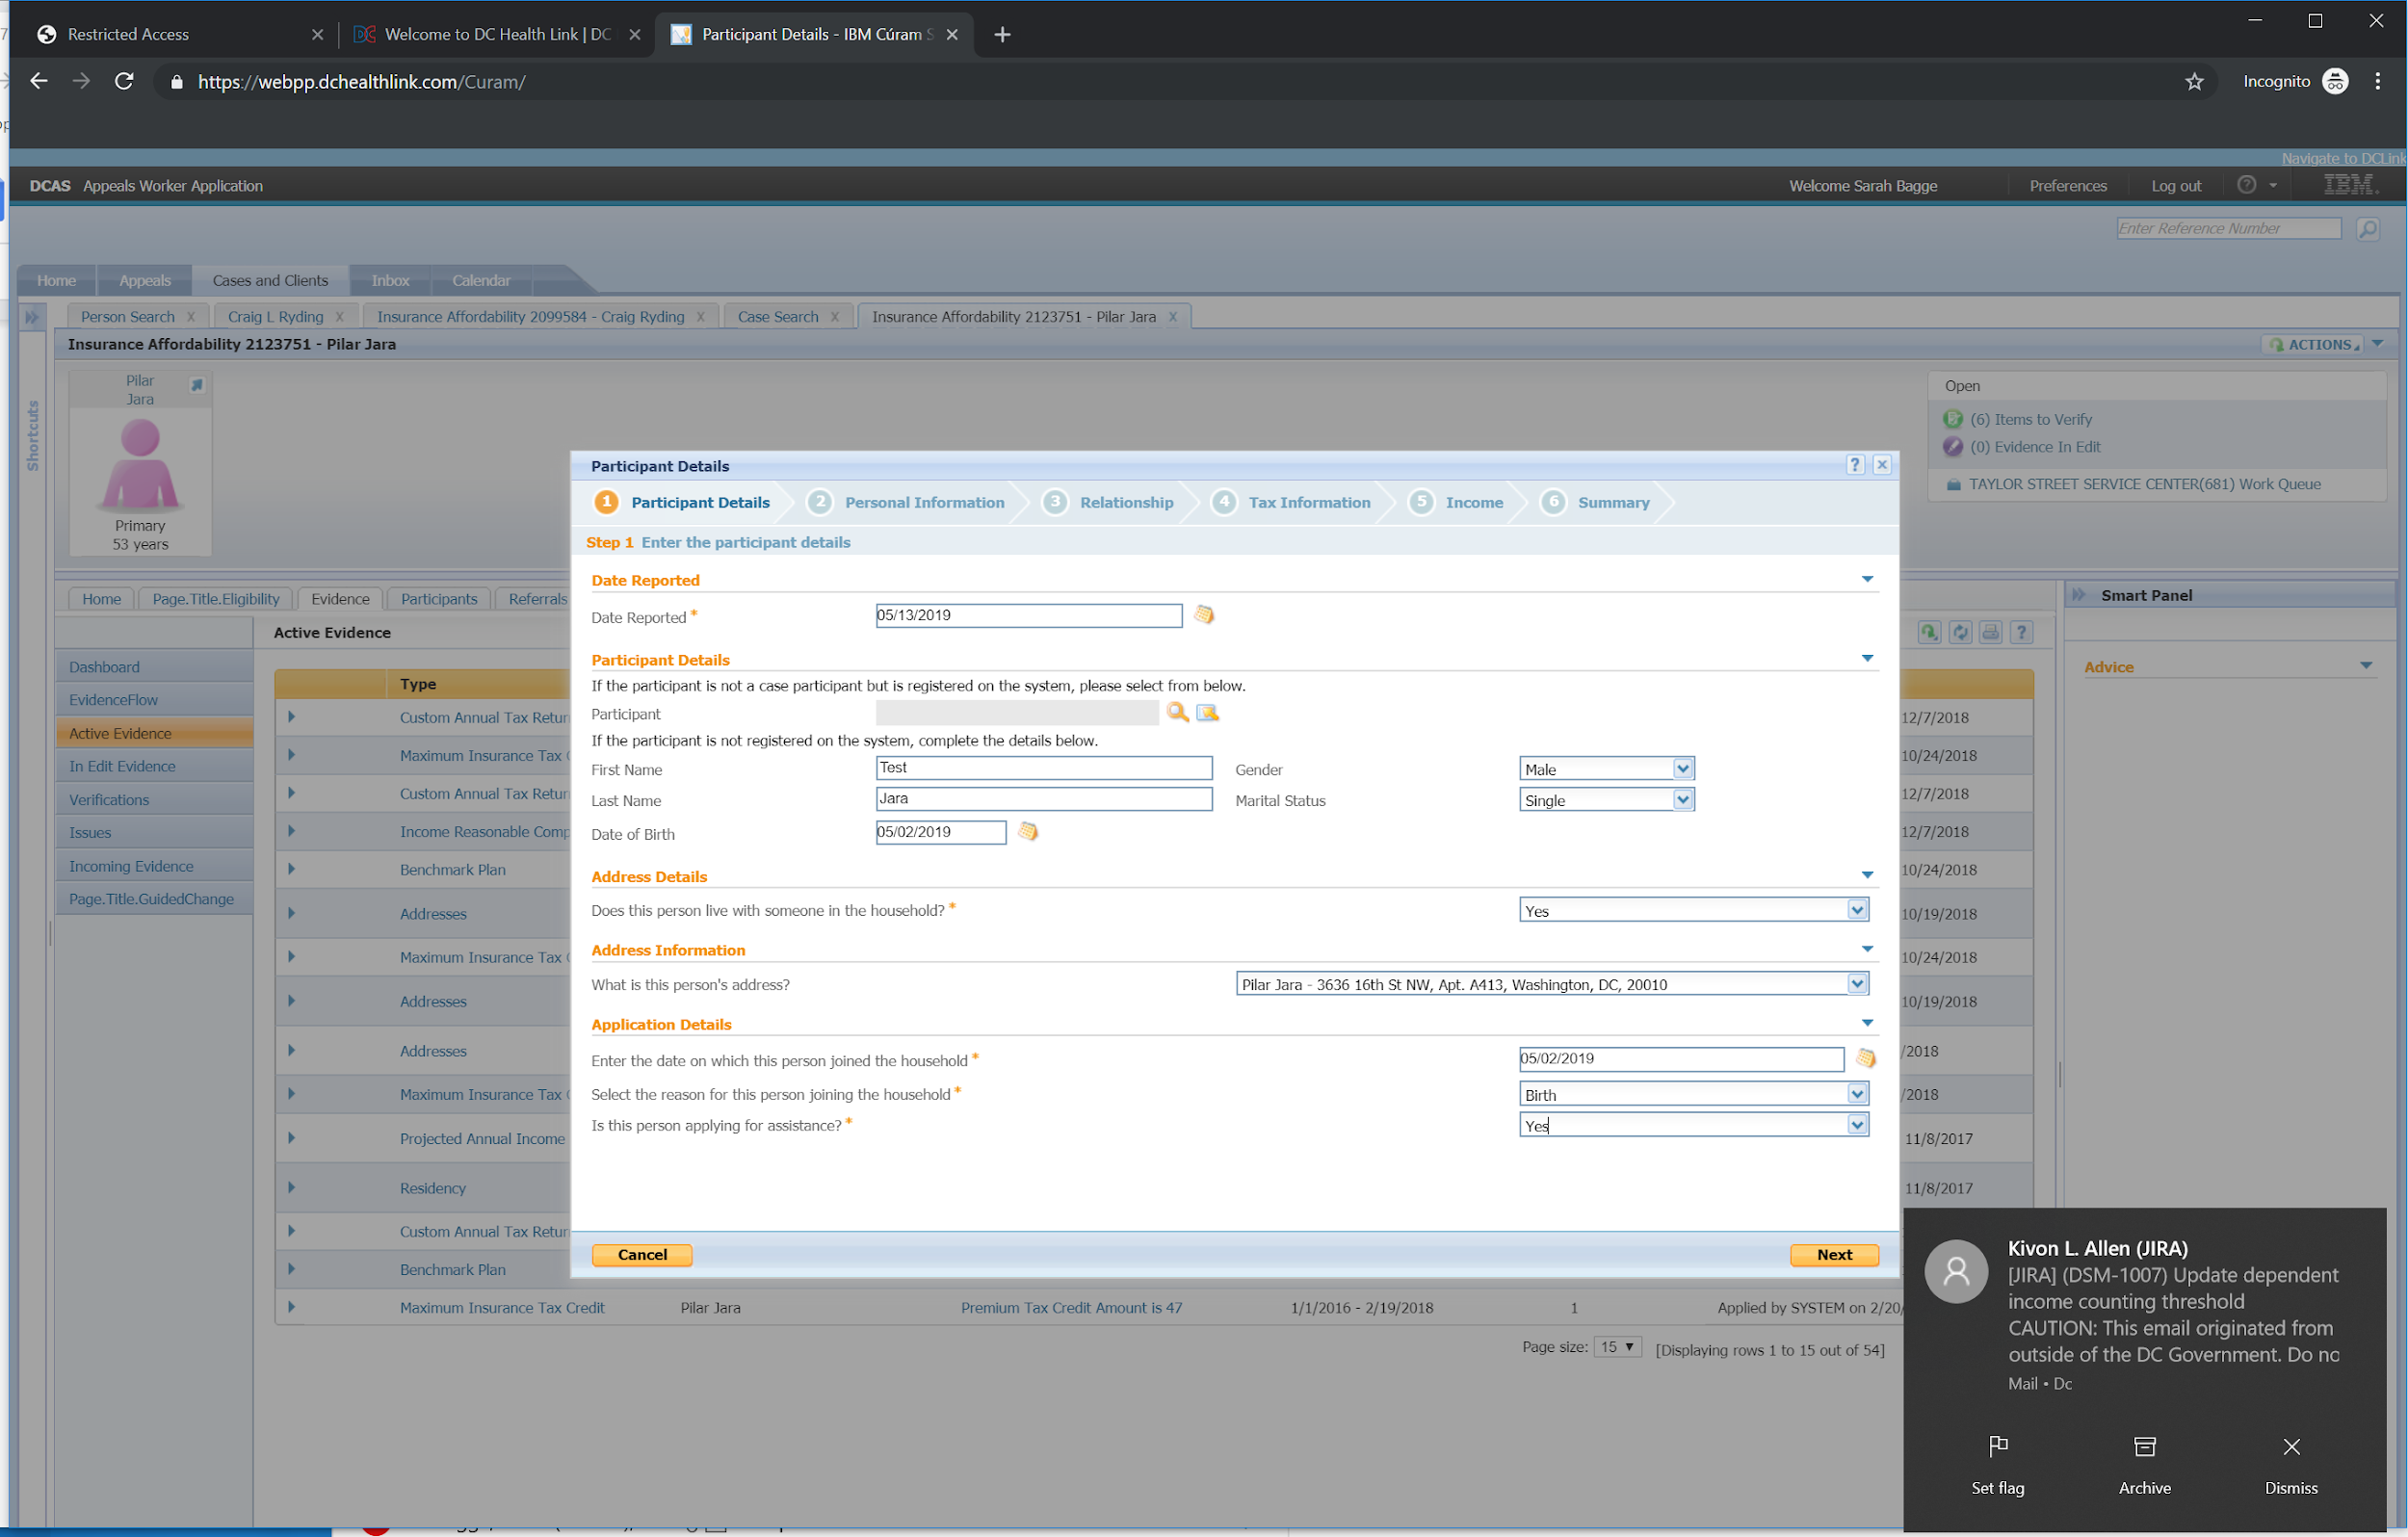 Restricted Access
Welcome to DC Health Link | DC
Participant Details - IBM Cúram S
https://webpp.dchealthlink.com/Curam/
Incognito
Navigate to DCLink
DCAS Appeals Worker Application
Welcome Sarah Bagge
Preferences
Log out
IBM
Enter Reference Number
Home
Appeals
Cases and Clients
Inbox
Calendar
Person Search X
Craig L Ryding X
Insurance Affordability 2099584 - Craig Ryding X
Case Search X
Insurance Affordability 2123751 - Pilar Jara X
Insurance Affordability 2123751 - Pilar Jara
ACTIONS
Shortcuts
Pilar
Jara
Primary
53 years
Open
(6) Items to Verify
(0) Evidence In Edit
TAYLOR STREET SERVICE CENTER(681) Work Queue
Home
Page.Title.Eligibility
Evidence
Participants
Referrals
Dashboard
EvidenceFlow
Active Evidence
In Edit Evidence
Verifications
Issues
Incoming Evidence
Page.Title.GuidedChange
Active Evidence
Type
Custom Annual Tax Retur
12/7/2018
Maximum Insurance Tax
10/24/2018
Custom Annual Tax Retur
12/7/2018
Income Reasonable Comp
12/7/2018
Benchmark Plan
10/24/2018
Addresses
10/19/2018
Maximum Insurance Tax
10/24/2018
Addresses
10/19/2018
Addresses
/2018
Maximum Insurance Tax
/2018
Projected Annual Income
11/8/2017
Residency
11/8/2017
Custom Annual Tax Retur
Benchmark Plan
Maximum Insurance Tax Credit Pilar Jara Premium Tax Credit Amount is 47 1/1/2016 - 2/19/2018 1 Applied by SYSTEM on 2/20/
Page size: 15 [Displaying rows 1 to 15 out of 54]
Smart Panel
Advice
Participant Details
? x
1 Participant Details
2 Personal Information
3 Relationship
4 Tax Information
5 Income
6 Summary
Step 1 Enter the participant details
Date Reported
Date Reported * 05/13/2019
Participant Details
If the participant is not a case participant but is registered on the system, please select from below.
Participant
If the participant is not registered on the system, complete the details below.
First Name Test Gender Male
Last Name Jara Marital Status Single
Date of Birth 05/02/2019
Address Details
Does this person live with someone in the household? * Yes
Address Information
What is this person's address? Pilar Jara - 3636 16th St NW, Apt. A413, Washington, DC, 20010
Application Details
Enter the date on which this person joined the household * 05/02/2019
Select the reason for this person joining the household * Birth
Is this person applying for assistance? * Yes
Cancel
Next
Kivon L. Allen (JIRA)
[JIRA] (DSM-1007) Update dependent
income counting threshold
CAUTION: This email originated from
outside of the DC Government. Do no
Mail • Dc
Set flag
Archive
Dismiss